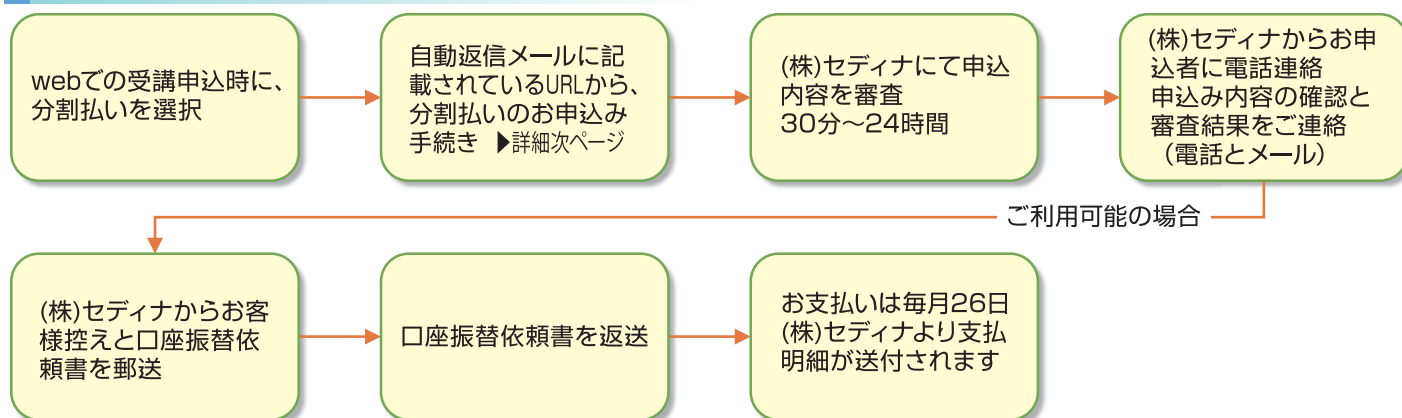 webでの受講申込時に、
分割払いを選択
自動返信メールに記
載されているURLから、
分割払いのお申込み
手続き ▶詳細次ページ
(株)セディナにて申込
内容を審査
30分〜24時間
(株)セディナからお申
込者に電話連絡
申込み内容の確認と
審査結果をご連絡
（電話とメール）
ご利用可能の場合
(株)セディナからお客
様控えと口座振替依
頼書を郵送
口座振替依頼書を返送
お支払いは毎月26日
(株)セディナより支払
明細が送付されます